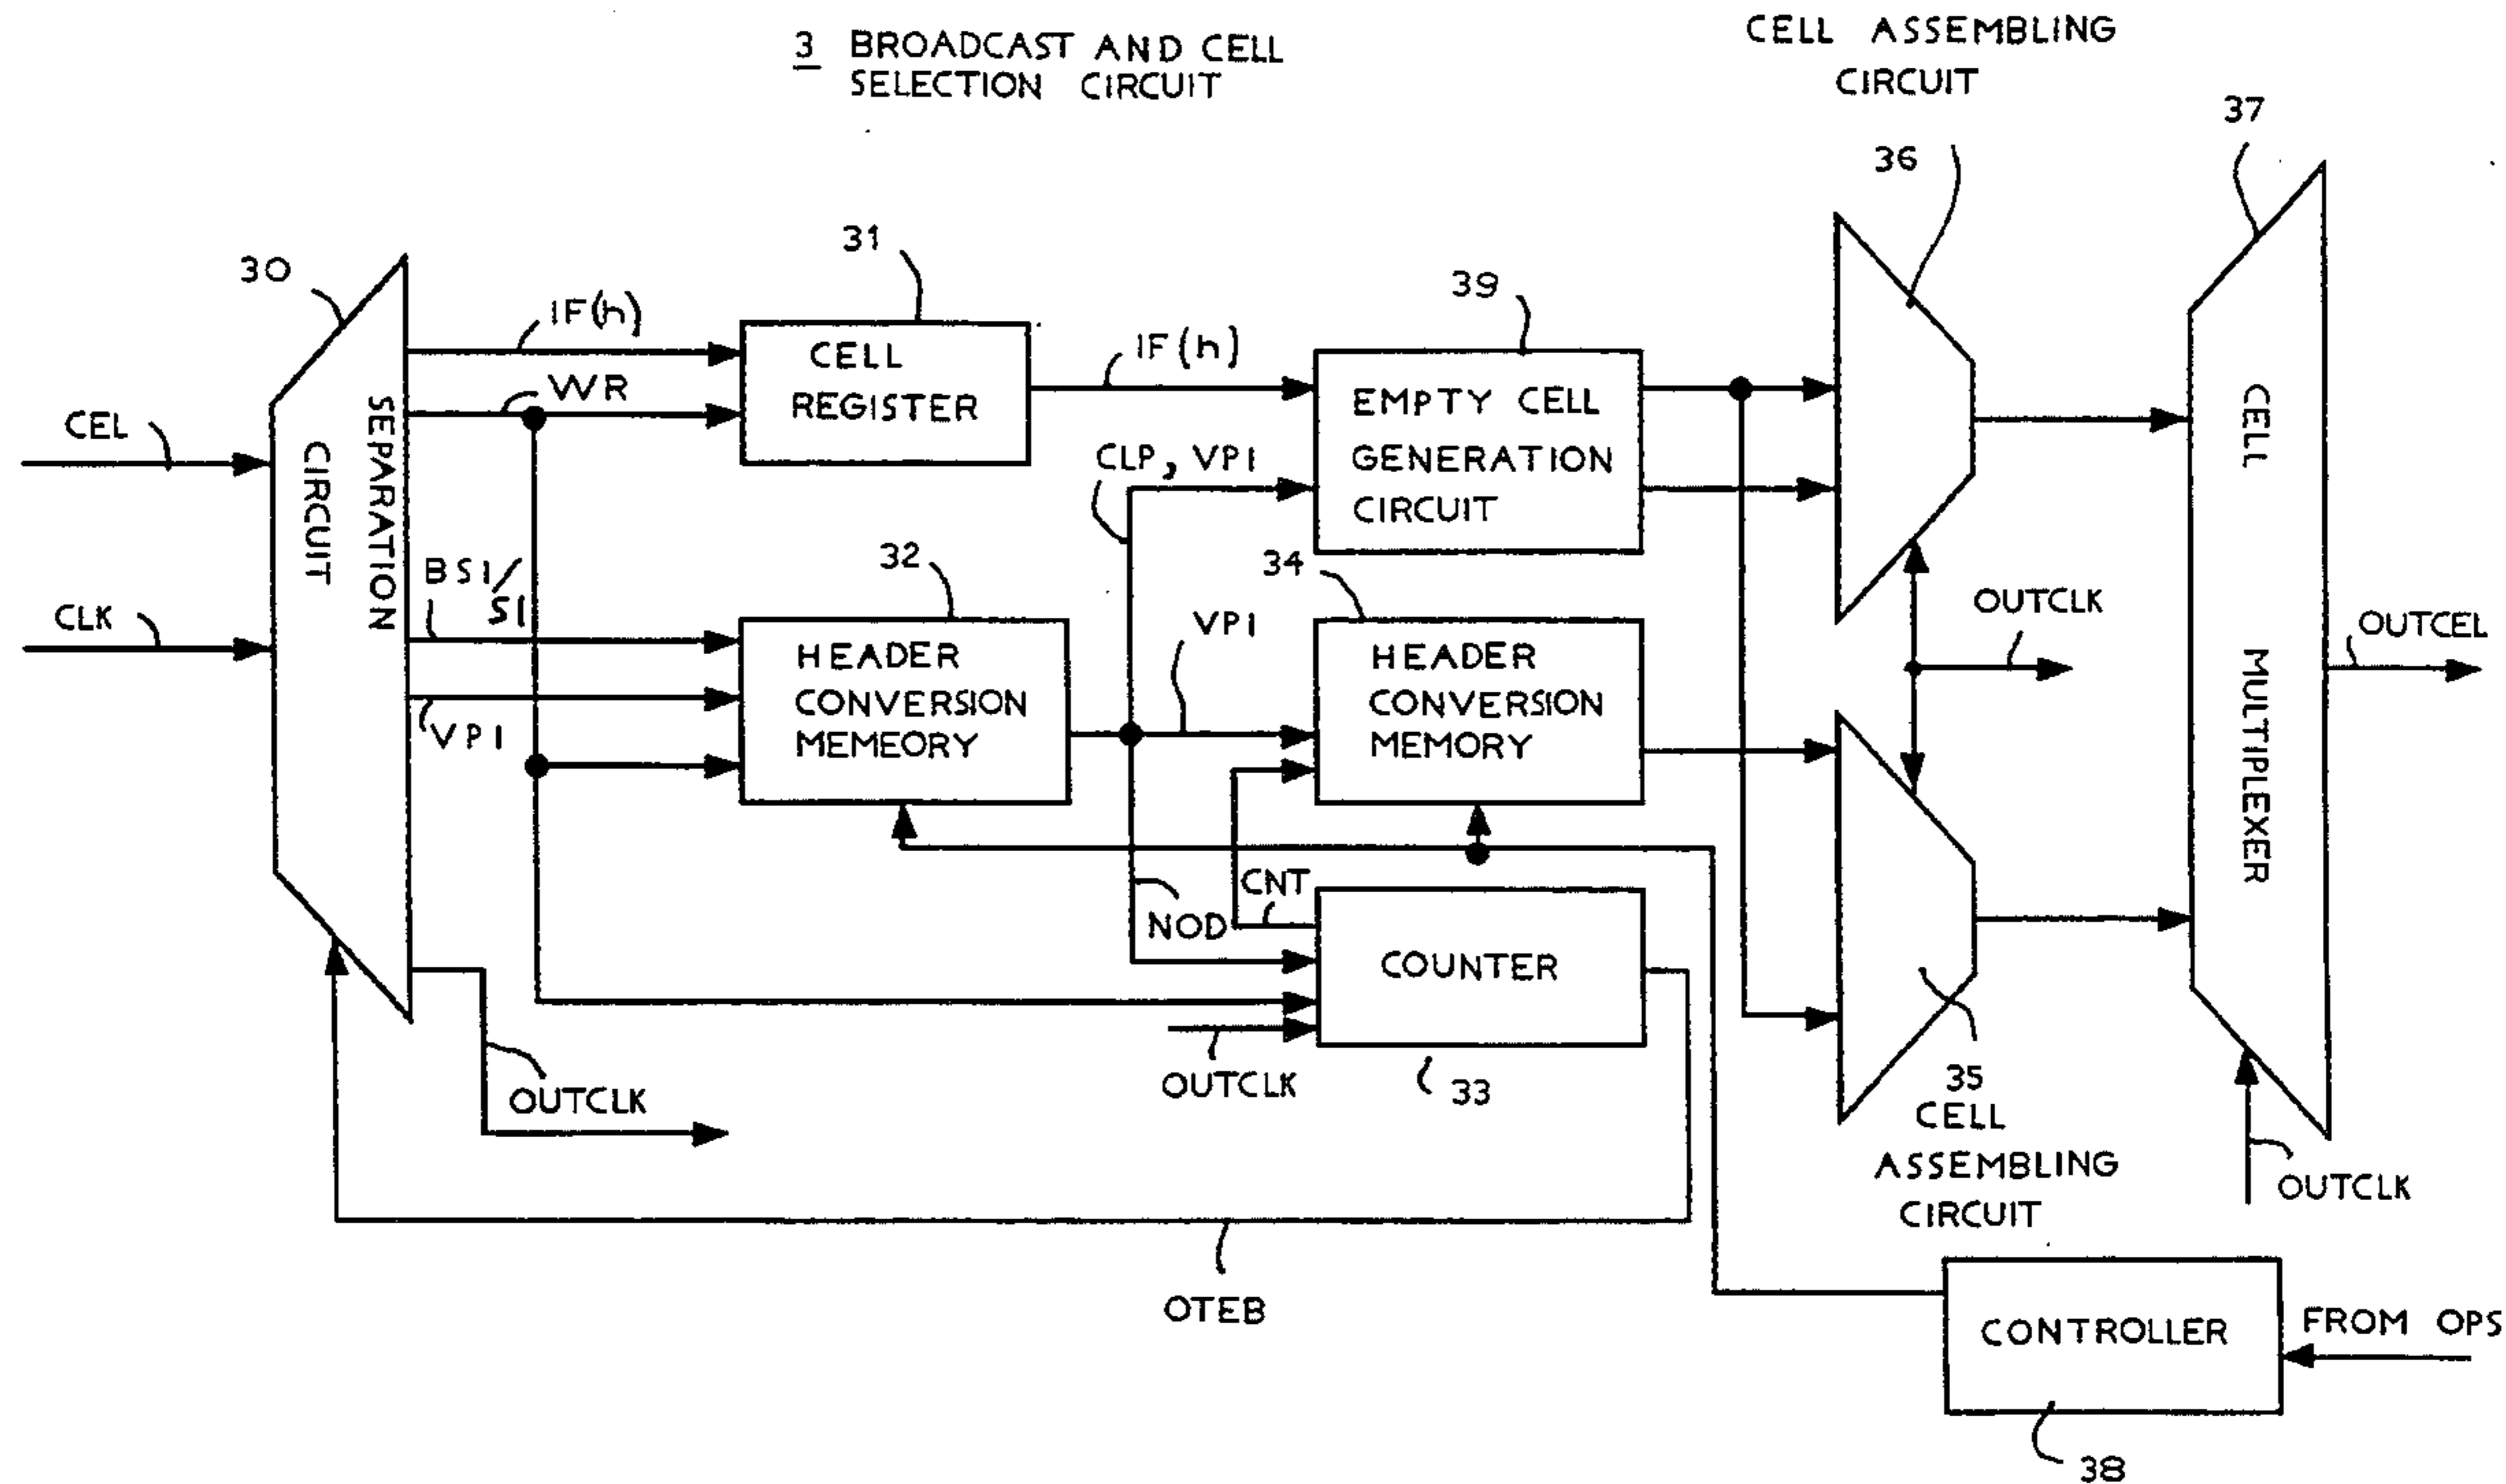 3 BROADCAST AND CELL
SELECTION CIRCUIT
CELL ASSEMBLING
CIRCUIT
37
36
31
30
39
IF(h)
IF(h)
CELL
REGISTER
WR
EMPTY CELL
GENERATION
CIRCUIT
CEL
SEPARATION
CIRCUIT
CLP, VPI
CELL
MULTIPLEXER
32
34
BSI/
SI
CLK
VPI
OUTCLK
OUTCEL
HEADER
CONVERSION
MEMEORY
HEADER
CONVERSION
MEMORY
VPI
CNT
NOD
COUNTER
OUTCLK
33
OUTCLK
35
CELL
ASSEMBLING
CIRCUIT
OUTCLK
OTEB
CONTROLLER
FROM OPS
38